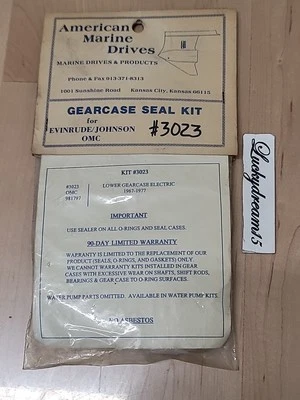 American
Marine
Drives
MARINE DRIVES & PRODUCTS
Phone & Fax 913-371-8313
1001 Sunshine Road Kansas City, Kansas 66115
GEARCASE SEAL KIT
for
EVINRUDE/JOHNSON
OMC
#3023
Luckydream15
KIT #3023
#3023 LOWER GEARCASE ELECTRIC
OMC 1967-1977
981797
IMPORTANT
USE SEALER ON ALL O-RINGS AND SEAL CASES.
90-DAY LIMITED WARRANTY
WARRANTY IS LIMITED TO THE REPLACEMENT OF OUR
PRODUCT (SEALS, O-RINGS, AND GASKETS) ONLY
WE CANNOT WARRANTY KITS INSTALLED IN GEAR
CASES WITH EXCESSIVE WEAR ON SHAFTS, SHIFT RODS,
BEARINGS & GEAR CASE TO O-RING SURFACES.
WATER PUMP PARTS OMITTED. AVAILABLE IN WATER PUMP KITS.
NO ASBESTOS